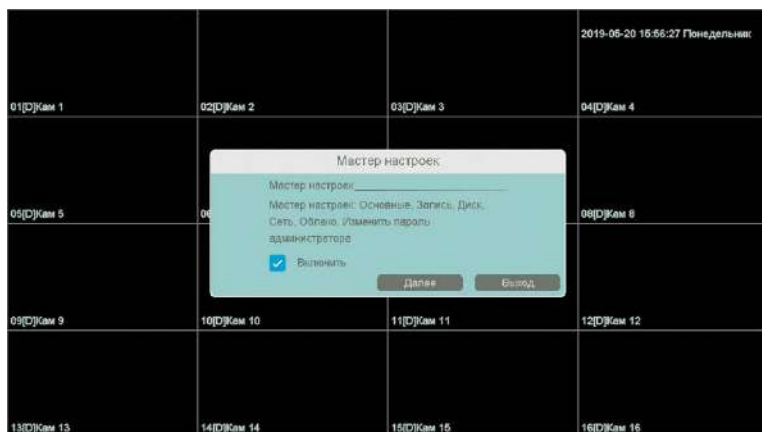 2019-05-20 15:56:27 Понедельник
01[D]Кам 1
02[D]Кам 2
03[D]Кам 3
04[D]Кам 4
Мастер настроек
Мастер настроек
Мастер настроек: Основные, Запись, Диск,
Сеть, Облако, Изменить пароль
администратора
Включить
Далее
Выход
05[D]Кам 5
06
08[D]Кам 8
09[D]Кам 9
10[D]Кам 10
11[D]Кам 11
12[D]Кам 12
13[D]Кам 13
14[D]Кам 14
15[D]Кам 15
16[D]Кам 16